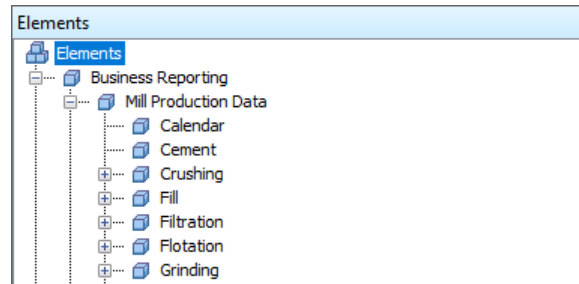 Elements
Elements
Business Reporting
Mill Production Data
Calendar
Cement
Crushing
Fill
Filtration
Flotation
Grinding